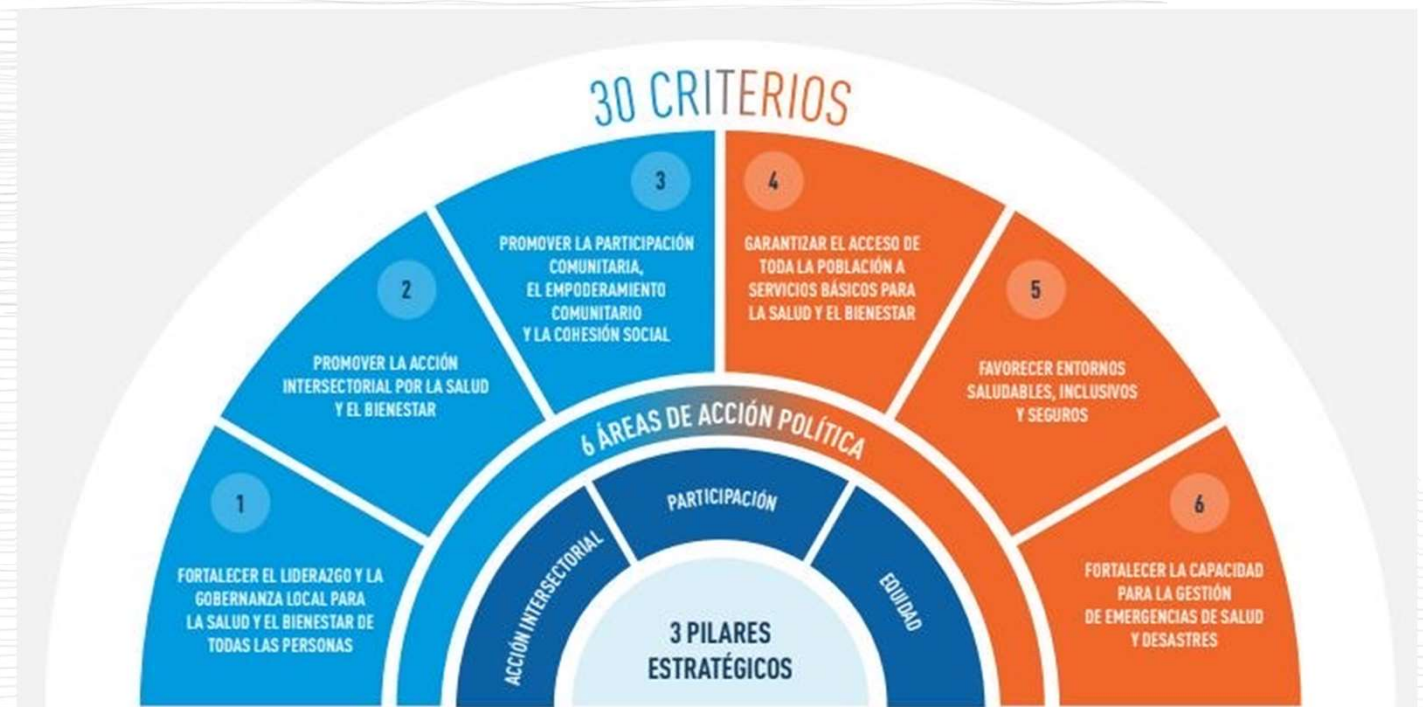 30 CRITERIOS
1
FORTALECER EL LIDERAZGO Y LA
GOBERNANZA LOCAL PARA
LA SALUD Y EL BIENESTAR DE
TODAS LAS PERSONAS
2
PROMOVER LA ACCIÓN
INTERSECTORIAL POR LA SALUD
Y EL BIENESTAR
3
PROMOVER LA PARTICIPACIÓN
COMUNITARIA,
EL EMPODERAMIENTO
COMUNITARIO
Y LA COHESIÓN SOCIAL
4
GARANTIZAR EL ACCESO DE
TODA LA POBLACIÓN A
SERVICIOS BÁSICOS PARA
LA SALUD Y EL BIENESTAR
5
FAVORECER ENTORNOS
SALUDABLES, INCLUSIVOS
Y SEGUROS
6
FORTALECER LA CAPACIDAD
PARA LA GESTIÓN
DE EMERGENCIAS DE SALUD
Y DESASTRES
6 ÁREAS DE ACCIÓN POLÍTICA
ACCIÓN INTERSECTORIAL
PARTICIPACIÓN
EQUIDAD
3 PILARES
ESTRATÉGICOS